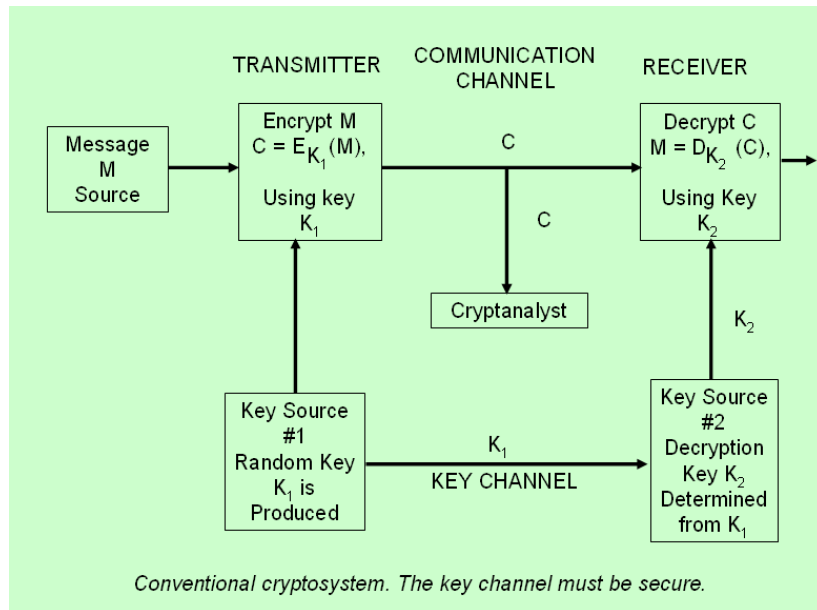 TRANSMITTER
COMMUNICATION
CHANNEL
RECEIVER
Message
M
Source
Encrypt M
C = E_K₁(M),
Using key
K₁
C
C
Decrypt C
M = D_K₂ (C),
Using Key
K₂
Cryptanalyst
K₂
Key Source
#1
Random Key
K₁ is
Produced
K₁
KEY CHANNEL
Key Source
#2
Decryption
Key K₂
Determined
from K₁
Conventional cryptosystem. The key channel must be secure.